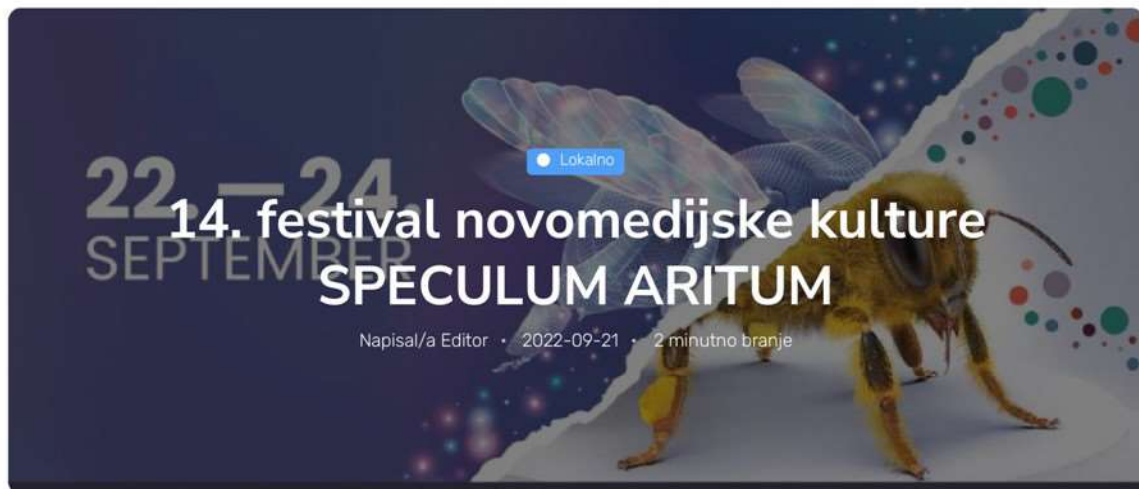 Lokalno
22. — 24.
SEPTEMBER
14. festival novomedijske kulture
SPECULUM ARITUM
Napisal/a Editor • 2022-09-21 • 2 minutno branje